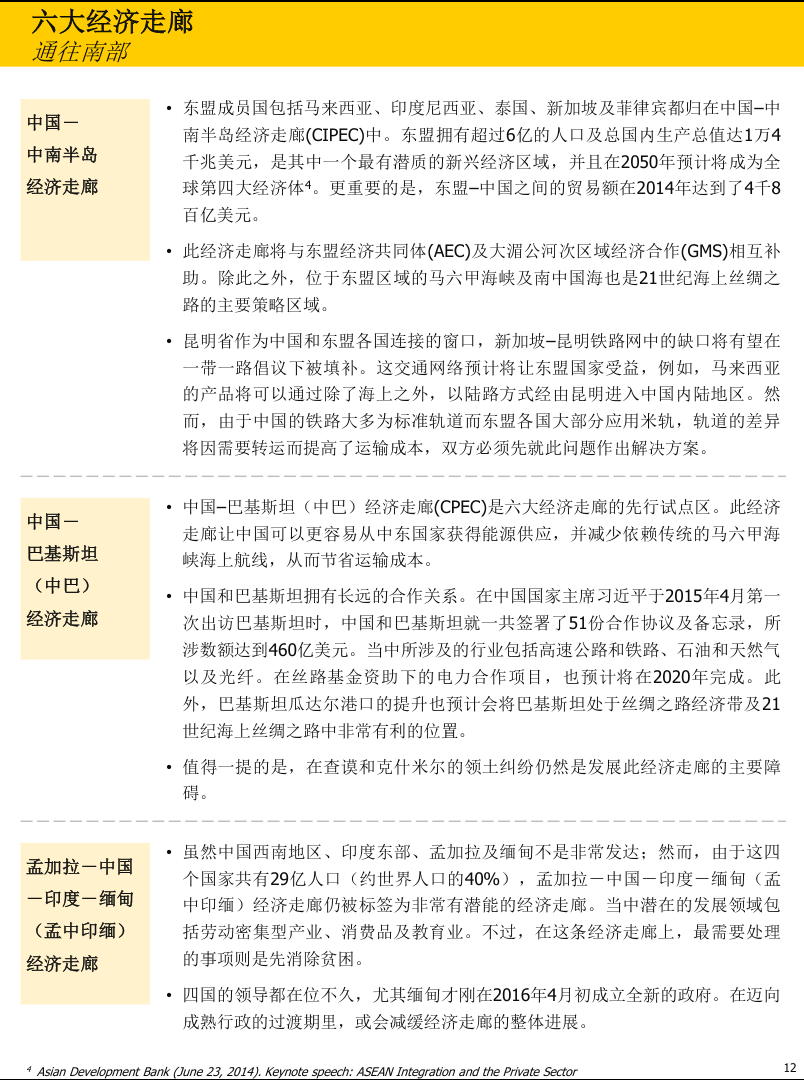 六大经济走廊
通往南部
中国－
中南半岛
经济走廊
• 东盟成员国包括马来西亚、印度尼西亚、泰国、新加坡及菲律宾都归在中国–中
南半岛经济走廊(CIPEC)中。东盟拥有超过6亿的人口及总国内生产总值达1万4
千兆美元，是其中一个最有潜质的新兴经济区域，并且在2050年预计将成为全
球第四大经济体⁴。更重要的是，东盟–中国之间的贸易额在2014年达到了4千8
百亿美元。
• 此经济走廊将与东盟经济共同体(AEC)及大湄公河次区域经济合作(GMS)相互补
助。除此之外，位于东盟区域的马六甲海峡及南中国海也是21世纪海上丝绸之
路的主要策略区域。
• 昆明省作为中国和东盟各国连接的窗口，新加坡–昆明铁路网中的缺口将有望在
一带一路倡议下被填补。这交通网络预计将让东盟国家受益，例如，马来西亚
的产品将可以通过除了海上之外，以陆路方式经由昆明进入中国内陆地区。然
而，由于中国的铁路大多为标准轨道而东盟各国大部分应用米轨，轨道的差异
将因需要转运而提高了运输成本，双方必须先就此问题作出解决方案。
中国－
巴基斯坦
（中巴）
经济走廊
• 中国–巴基斯坦（中巴）经济走廊(CPEC)是六大经济走廊的先行试点区。此经济
走廊让中国可以更容易从中东国家获得能源供应，并减少依赖传统的马六甲海
峡海上航线，从而节省运输成本。
• 中国和巴基斯坦拥有长远的合作关系。在中国国家主席习近平于2015年4月第一
次出访巴基斯坦时，中国和巴基斯坦就一共签署了51份合作协议及备忘录，所
涉数额达到460亿美元。当中所涉及的行业包括高速公路和铁路、石油和天然气
以及光纤。在丝路基金资助下的电力合作项目，也预计将在2020年完成。此
外，巴基斯坦瓜达尔港口的提升也预计会将巴基斯坦处于丝绸之路经济带及21
世纪海上丝绸之路中非常有利的位置。
• 值得一提的是，在查谟和克什米尔的领土纠纷仍然是发展此经济走廊的主要障
碍。
孟加拉－中国
－印度－缅甸
（孟中印缅）
经济走廊
• 虽然中国西南地区、印度东部、孟加拉及缅甸不是非常发达；然而，由于这四
个国家共有29亿人口（约世界人口的40%），孟加拉－中国－印度－缅甸（孟
中印缅）经济走廊仍被标签为非常有潜能的经济走廊。当中潜在的发展领域包
括劳动密集型产业、消费品及教育业。不过，在这条经济走廊上，最需要处理
的事项则是先消除贫困。
• 四国的领导都在位不久，尤其缅甸才刚在2016年4月初成立全新的政府。在迈向
成熟行政的过渡期里，或会减缓经济走廊的整体进展。
⁴ Asian Development Bank (June 23, 2014). Keynote speech: ASEAN Integration and the Private Sector
12